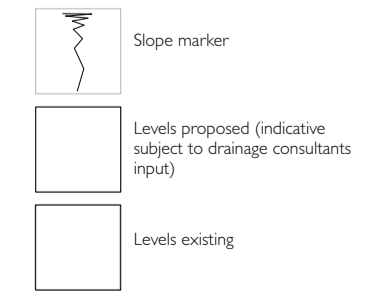 Slope marker
Levels proposed (indicative
subject to drainage consultants
input)
Levels existing